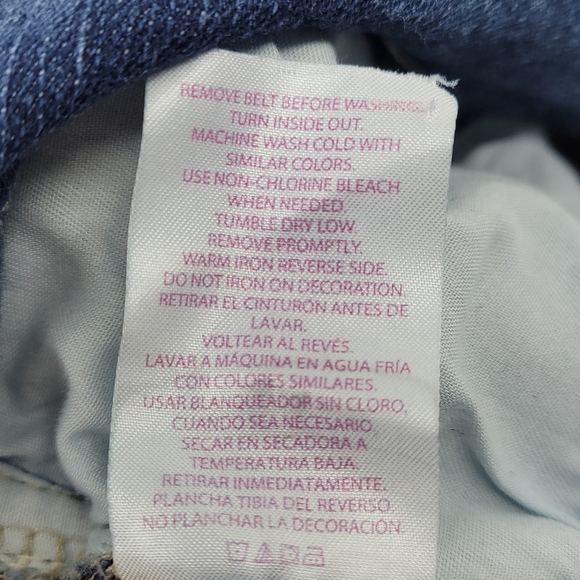 REMOVE BELT BEFORE WASHING.
TURN INSIDE OUT.
MACHINE WASH COLD WITH
SIMILAR COLORS.
USE NON-CHLORINE BLEACH
WHEN NEEDED.
TUMBLE DRY LOW.
REMOVE PROMPTLY.
WARM IRON REVERSE SIDE.
DO NOT IRON ON DECORATION.
RETIRAR EL CINTURÓN ANTES DE
LAVAR.
VOLTEAR AL REVÉS.
LAVAR A MÁQUINA EN AGUA FRÍA
CON COLORES SIMILARES.
USAR BLANQUEADOR SIN CLORO,
CUANDO SEA NECESARIO.
SECAR EN SECADORA A
TEMPERATURA BAJA.
RETIRAR INMEDIATAMENTE.
PLANCHA TIBIA DEL REVERSO.
NO PLANCHAR LA DECORACIÓN.